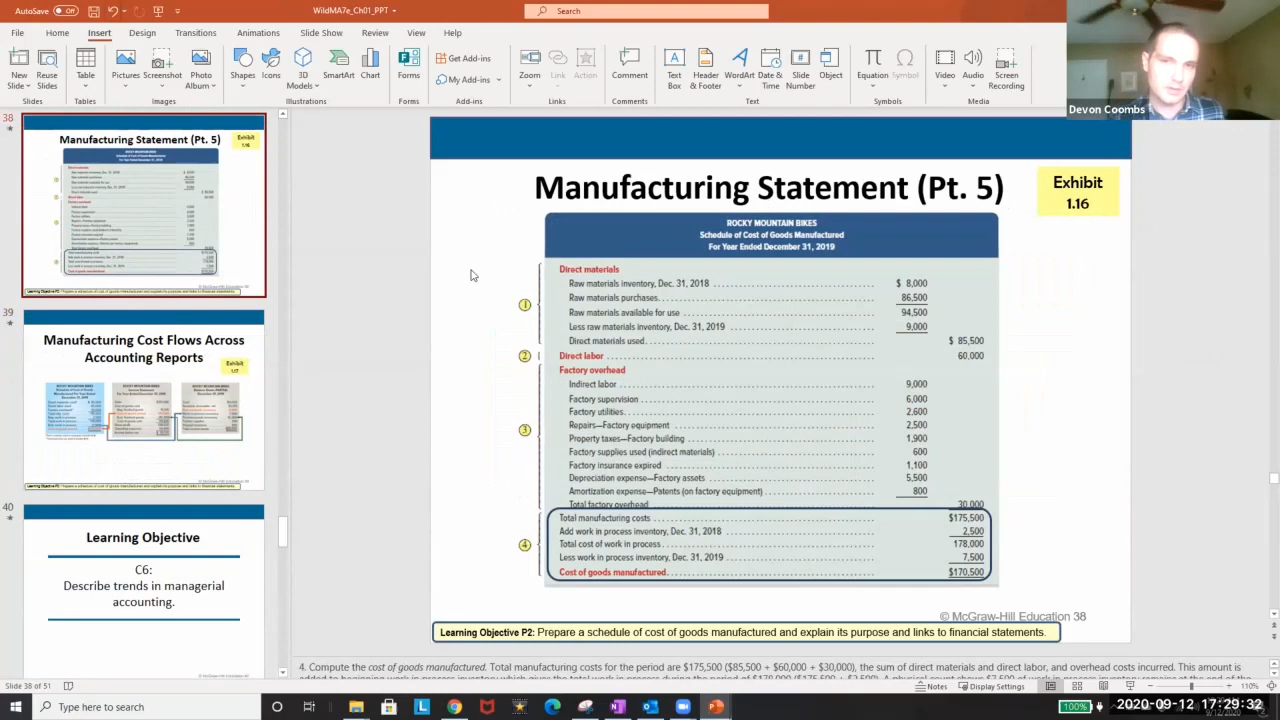 AutoSave Off
WildMA7e_Ch01_PPT
Search
File Home Insert Design Transitions Animations Slide Show Review View Help
New Slide Reuse Slides
Table
Pictures Screenshot Photo Album
Shapes Icons 3D Models SmartArt Chart
Forms
Get Add-ins
My Add-ins
Zoom Link Action
Comment
Text Box Header & Footer WordArt Date & Time Slide Number Object
Equation Symbol
Video Audio Screen Recording
Slides Tables Images Illustrations Forms Add-ins Links Comments Text Symbols Media
Devon Coombs
38
Manufacturing Statement (Pt. 5)
Exhibit
1.16
39
Manufacturing Cost Flows Across
Accounting Reports
Exhibit
1.17
40
Learning Objective
C6:
Describe trends in managerial
accounting.
Manufacturing Statement (Pt. 5)
Exhibit
1.16
ROCKY MOUNTAIN BIKES
Schedule of Cost of Goods Manufactured
For Year Ended December 31, 2019
Direct materials
Raw materials inventory, Dec. 31, 2018 $ 8,000
Raw materials purchases 86,500
Raw materials available for use 94,500
Less raw materials inventory, Dec. 31, 2019 9,000
1
Direct materials used $ 85,500
2 Direct labor 60,000
Factory overhead
Indirect labor 9,000
Factory supervision 6,000
Factory utilities 2,600
Repairs—Factory equipment 2,500
3
Property taxes—Factory building 1,900
Factory supplies used (indirect materials) 600
Factory insurance expired 1,100
Depreciation expense—Factory assets 5,500
Amortization expense—Patents (on factory equipment) 800
Total factory overhead 30,000
Total manufacturing costs $175,500
Add work in process inventory, Dec. 31, 2018 2,500
4 Total cost of work in process 178,000
Less work in process inventory, Dec. 31, 2019 7,500
Cost of goods manufactured $170,500
© McGraw-Hill Education 38
Learning Objective P2: Prepare a schedule of cost of goods manufactured and explain its purpose and links to financial statements.
4. Compute the cost of goods manufactured. Total manufacturing costs for the period are $175,500 ($85,500 + $60,000 + $30,000), the sum of direct materials and direct labor, and overhead costs incurred. This amount is
Slide 38 of 51
Notes Display Settings 110%
Type here to search
100%
2020-09-12 17:29:32